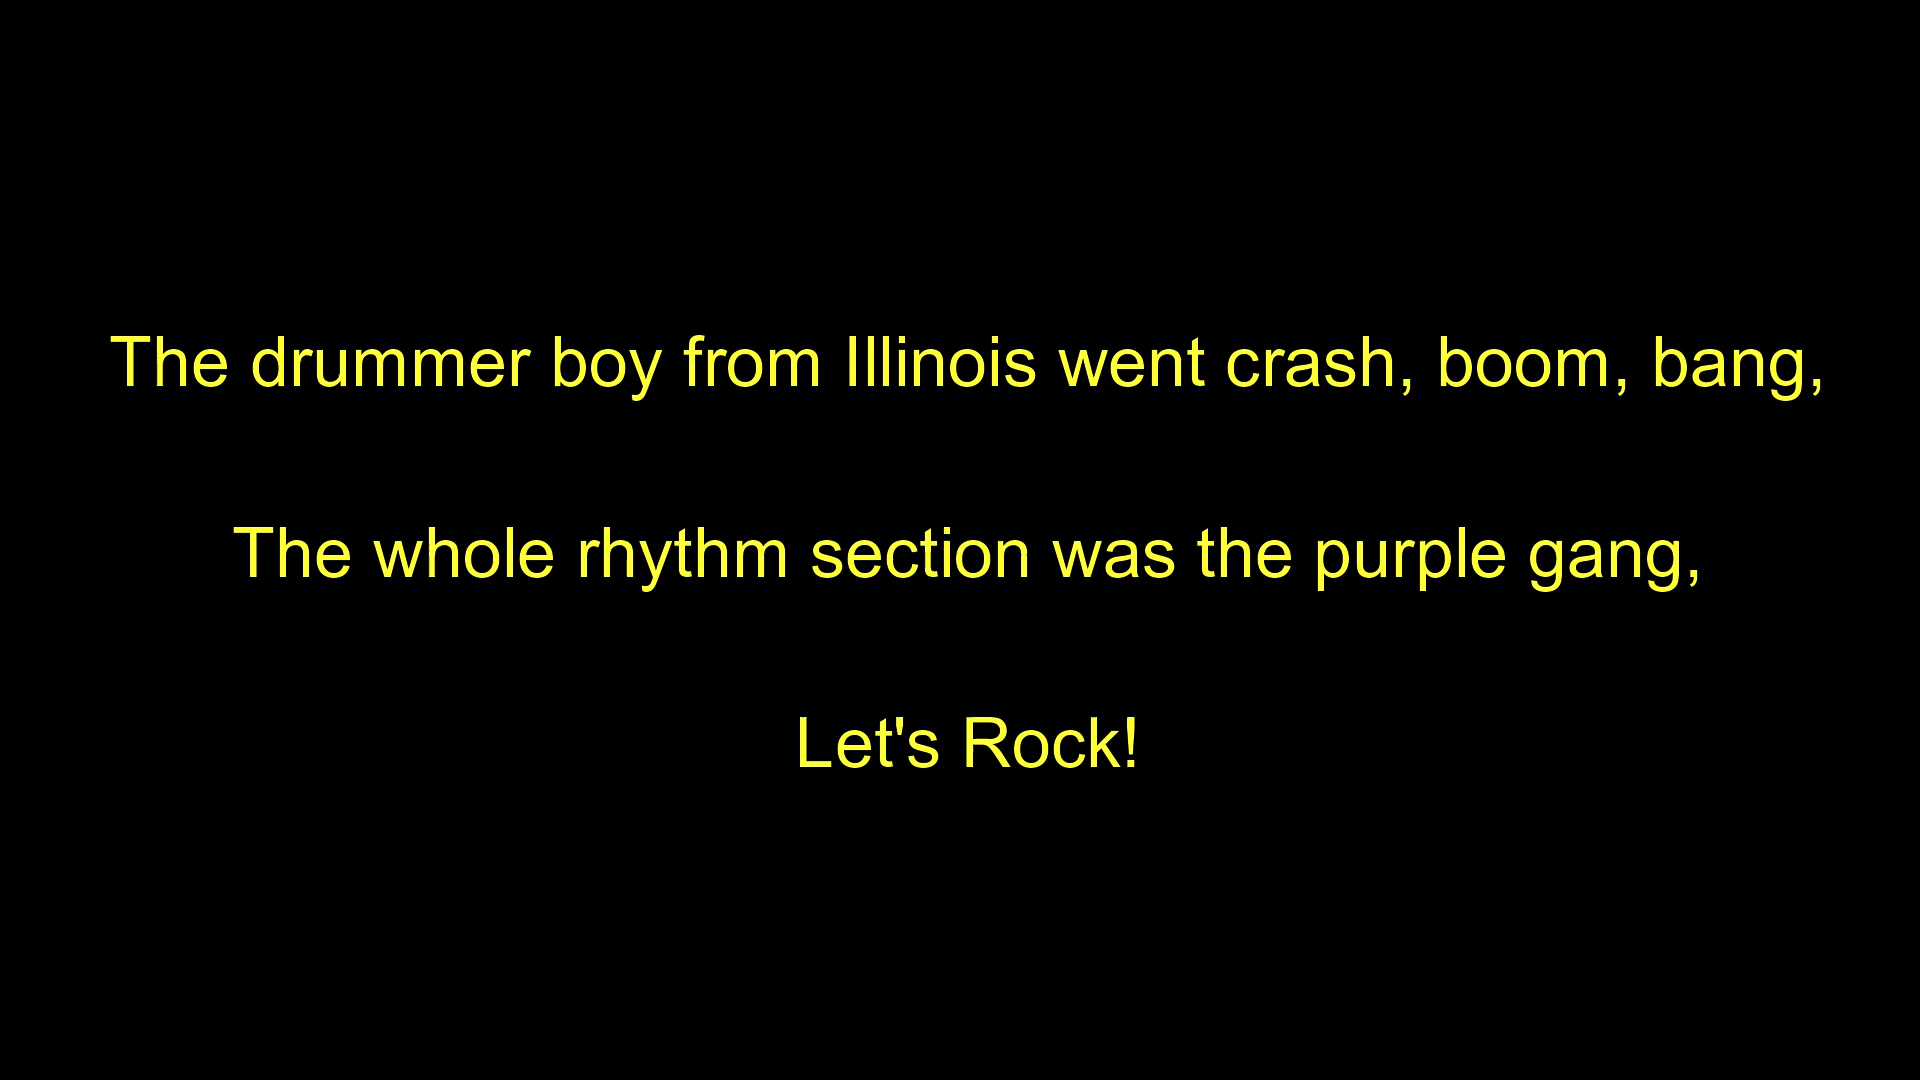 The drummer boy from Illinois went crash, boom, bang,
The whole rhythm section was the purple gang,
Let's Rock!